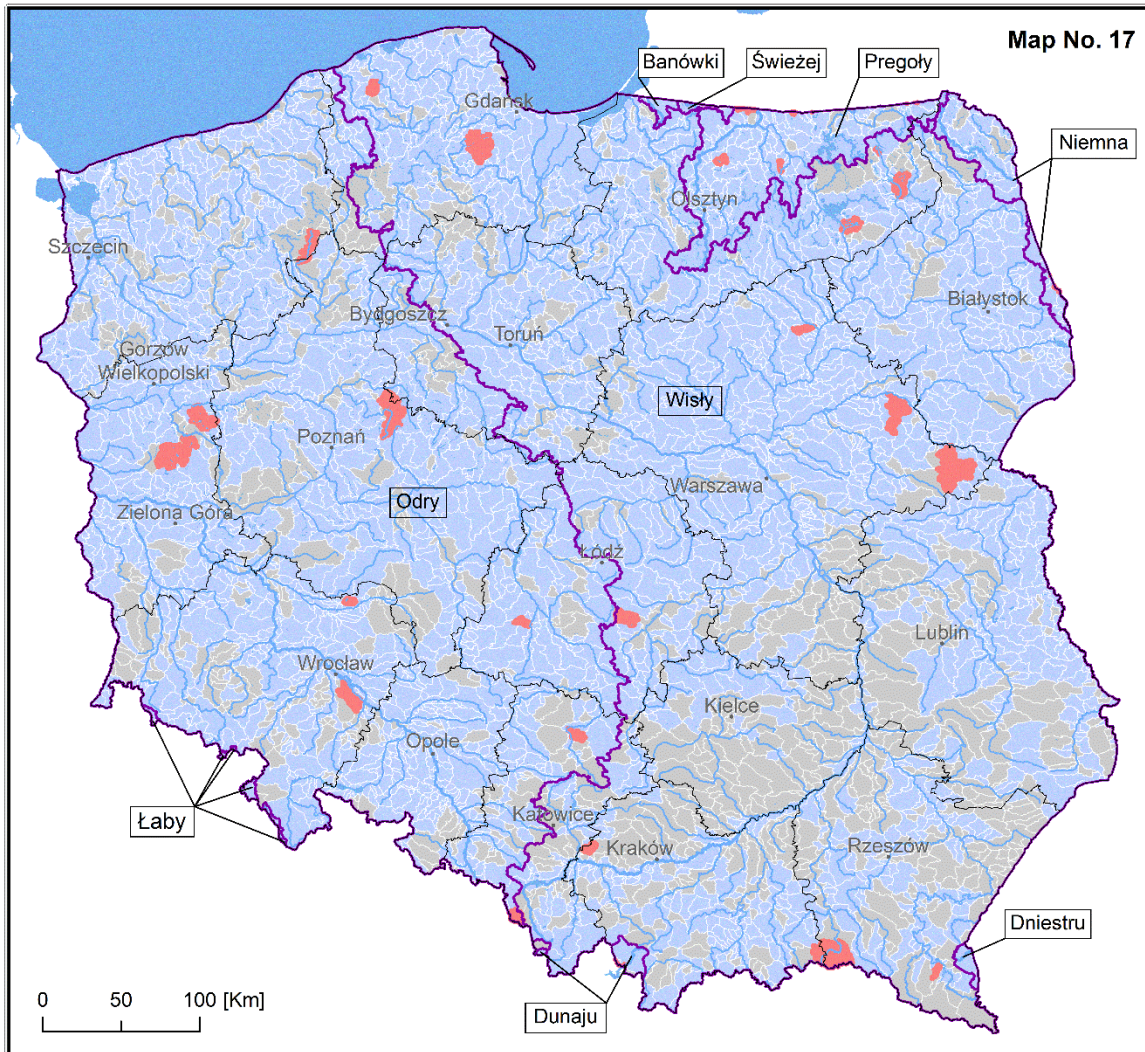 Map No. 17
Banówki
Świeżej
Pregoły
Gdańsk
Niemna
Olsztyn
Szczecin
Białystok
Bydgoszcz
Toruń
Gorzów
Wielkopolski
Wisły
Poznań
Warszawa
Odry
Zielona Góra
Łódź
Lublin
Wrocław
Kielce
Opole
Łaby
Katowice
Kraków
Rzeszów
Dniestru
0 50 100 [Km]
Dunaju